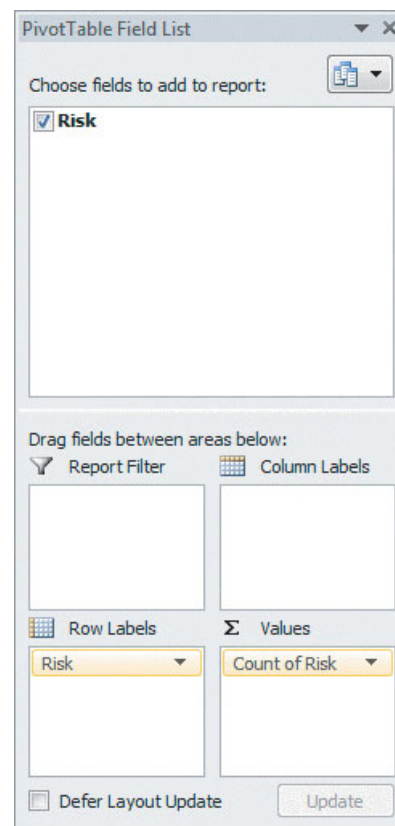 PivotTable Field List
Choose fields to add to report:
Risk
Drag fields between areas below:
Report Filter
Column Labels
Row Labels
Σ Values
Risk
Count of Risk
Defer Layout Update
Update